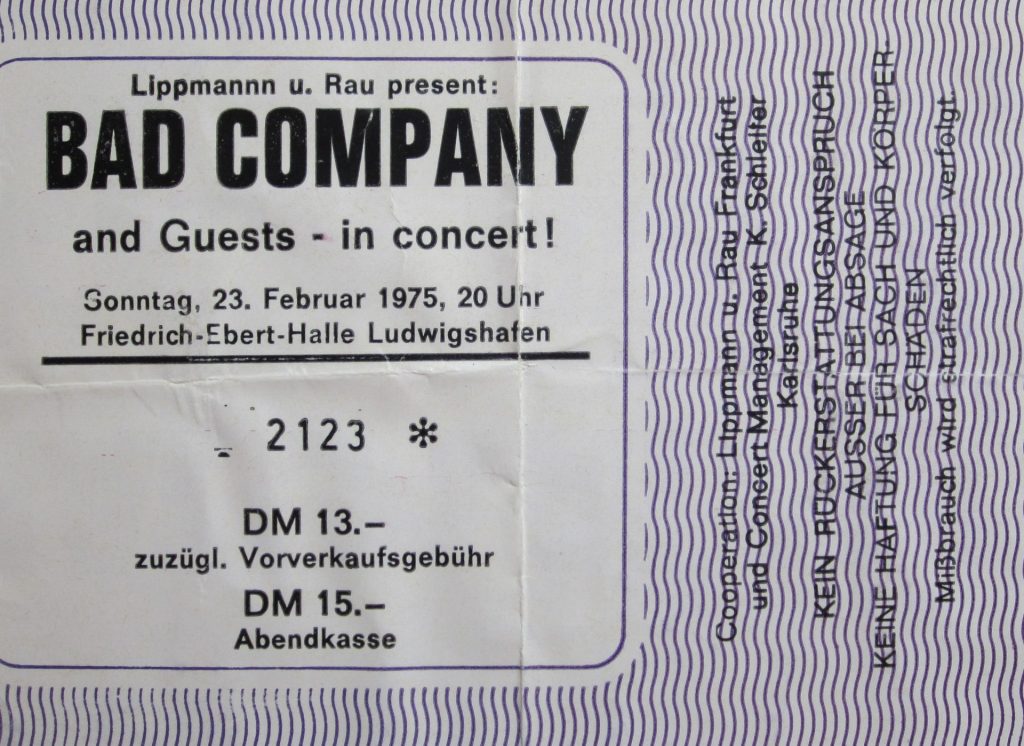 Lippmannn u. Rau present:
BAD COMPANY
and Guests - in concert!
Sonntag, 23. Februar 1975, 20 Uhr
Friedrich-Ebert-Halle Ludwigshafen
2123 *
DM 13.–
zuzügl. Vorverkaufsgebühr
DM 15.–
Abendkasse
Cooperation: Lippmann u. Rau Frankfurt
und Concert Management K. Schleifer
Karlsruhe
KEIN RÜCKERSTATTUNGSANSPRUCH
AUSSER BEI ABSAGE
KEINE HAFTUNG FÜR SACH UND KÖRPER.
SCHÄDEN
Mißbrauch wird strafrechtlich verfolgt.